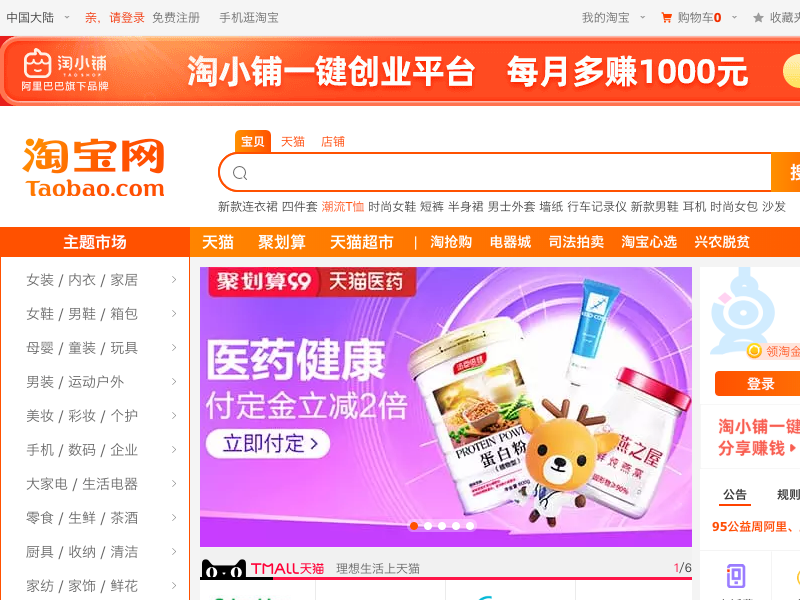 中国大陆 亲，请登录 免费注册 手机逛淘宝 我的淘宝 购物车0 收藏夹
淘小铺
TAO SHOP
阿里巴巴旗下品牌
淘小铺一键创业平台 每月多赚1000元
宝贝 天猫 店铺
淘宝网
Taobao.com
新款连衣裙 四件套 潮流T恤 时尚女鞋 短裤 半身裙 男士外套 墙纸 行车记录仪 新款男鞋 耳机 时尚女包 沙发
主题市场 天猫 聚划算 天猫超市 | 淘抢购 电器城 司法拍卖 淘宝心选 兴农脱贫
女装 / 内衣 / 家居
女鞋 / 男鞋 / 箱包
母婴 / 童装 / 玩具
男装 / 运动户外
美妆 / 彩妆 / 个护
手机 / 数码 / 企业
大家电 / 生活电器
零食 / 生鲜 / 茶酒
厨具 / 收纳 / 清洁
家纺 / 家饰 / 鲜花
聚划算99 天猫医药
医药健康
付定金立减2倍
立即付定 >
汤臣倍健
PROTEIN POWD
蛋白粉
燕之屋
鲜炖燕窝
领淘金
登录
淘小铺一键
分享赚钱
公告 规则
95公益周阿里、
TMALL天猫 理想生活上天猫 1/6